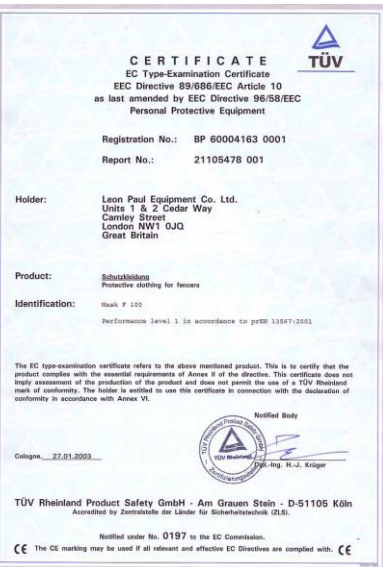 TÜV
CERTIFICATE
EC Type-Examination Certificate
EEC Directive 89/686/EEC Article 10
as last amended by EEC Directive 96/58/EEC
Personal Protective Equipment
Registration No.: BP 60004163 0001
Report No.: 21105478 001
Holder: Leon Paul Equipment Co. Ltd.
Units 1 & 2 Cedar Way
Camley Street
London NW1 0JQ
Great Britain
Product: Schutzkleidung
Protective clothing for fencers
Identification: Mask F 100
Performance level 1 in accordance to prEN 13567:2001
The EC type-examination certificate refers to the above mentioned product. This is to certify that the
product complies with the essential requirements of Annex II of the directive. This certificate does not
imply assessment of the production of the product and does not permit the use of a TÜV Rheinland
mark of conformity. The holder is entitled to use this certificate in connection with the declaration of
conformity in accordance with Annex VI.
Notified Body
TÜV Rheinland Product Safety GmbH
TÜV Rheinland
Zertifizierungsstelle
Cologne, 27.01.2003
Dipl.-Ing. H.-J. Krüger
TÜV Rheinland Product Safety GmbH - Am Grauen Stein - D-51105 Köln
Accredited by Zentralstelle der Länder für Sicherheitstechnik (ZLS).
Notified under No. 0197 to the EC Commission.
CE The CE marking may be used if all relevant and effective EC Directives are complied with. CE